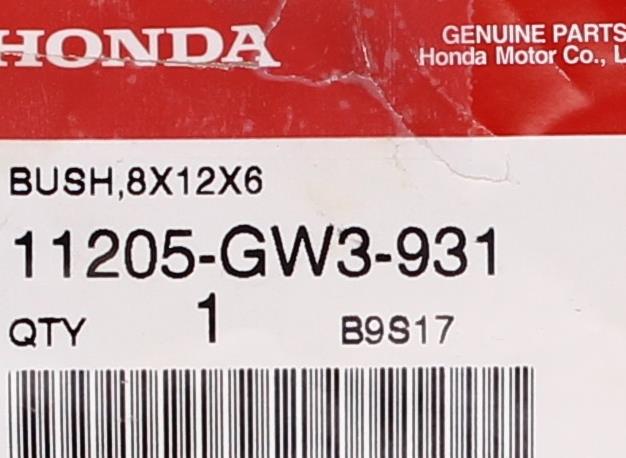 HONDA
GENUINE PARTS
Honda Motor Co.,
BUSH,8X12X6
11205-GW3-931
QTY 1 B9S17